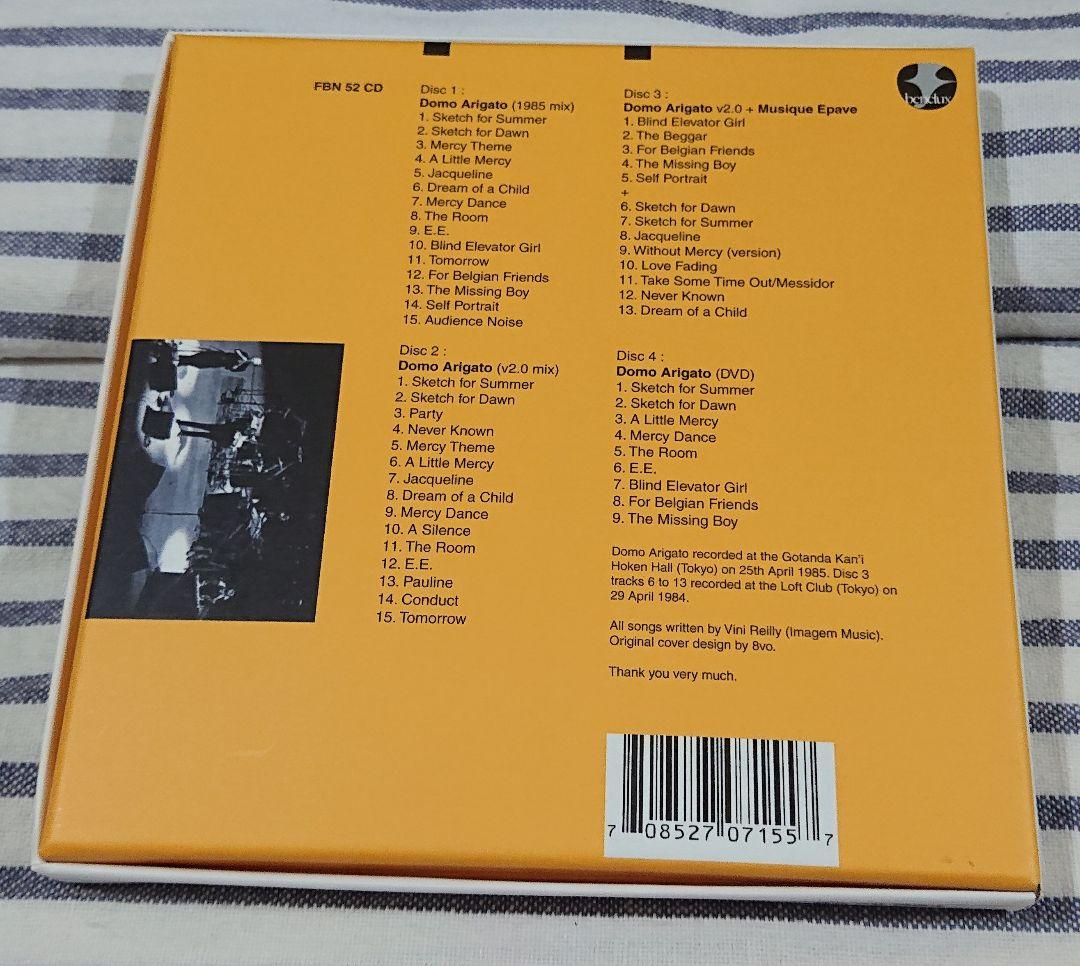 FBN 52 CD
Disc 1 :
Domo Arigato (1985 mix)
1. Sketch for Summer
2. Sketch for Dawn
3. Mercy Theme
4. A Little Mercy
5. Jacqueline
6. Dream of a Child
7. Mercy Dance
8. The Room
9. E.E.
10. Blind Elevator Girl
11. Tomorrow
12. For Belgian Friends
13. The Missing Boy
14. Self Portrait
15. Audience Noise
Disc 2 :
Domo Arigato (v2.0 mix)
1. Sketch for Summer
2. Sketch for Dawn
3. Party
4. Never Known
5. Mercy Theme
6. A Little Mercy
7. Jacqueline
8. Dream of a Child
9. Mercy Dance
10. A Silence
11. The Room
12. E.E.
13. Pauline
14. Conduct
15. Tomorrow
Disc 3 :
Domo Arigato v2.0 + Musique Epave
1. Blind Elevator Girl
2. The Beggar
3. For Belgian Friends
4. The Missing Boy
5. Self Portrait
+
6. Sketch for Dawn
7. Sketch for Summer
8. Jacqueline
9. Without Mercy (version)
10. Love Fading
11. Take Some Time Out/Messidor
12. Never Known
13. Dream of a Child
Disc 4 :
Domo Arigato (DVD)
1. Sketch for Summer
2. Sketch for Dawn
3. A Little Mercy
4. Mercy Dance
5. The Room
6. E.E.
7. Blind Elevator Girl
8. For Belgian Friends
9. The Missing Boy
Domo Arigato recorded at the Gotanda Kan'i
Hoken Hall (Tokyo) on 25th April 1985. Disc 3
tracks 6 to 13 recorded at the Loft Club (Tokyo) on
29 April 1984.
All songs written by Vini Reilly (Imagem Music).
Original cover design by 8vo.
Thank you very much.
benelux
7 08527 07155 7